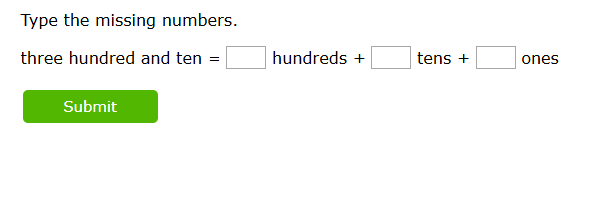 Type the missing numbers.
three hundred and ten = hundreds + tens + ones
Submit